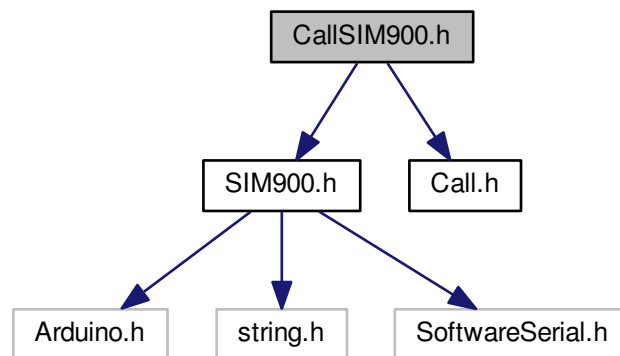 CallSIM900.h
SIM900.h
Call.h
Arduino.h
string.h
SoftwareSerial.h